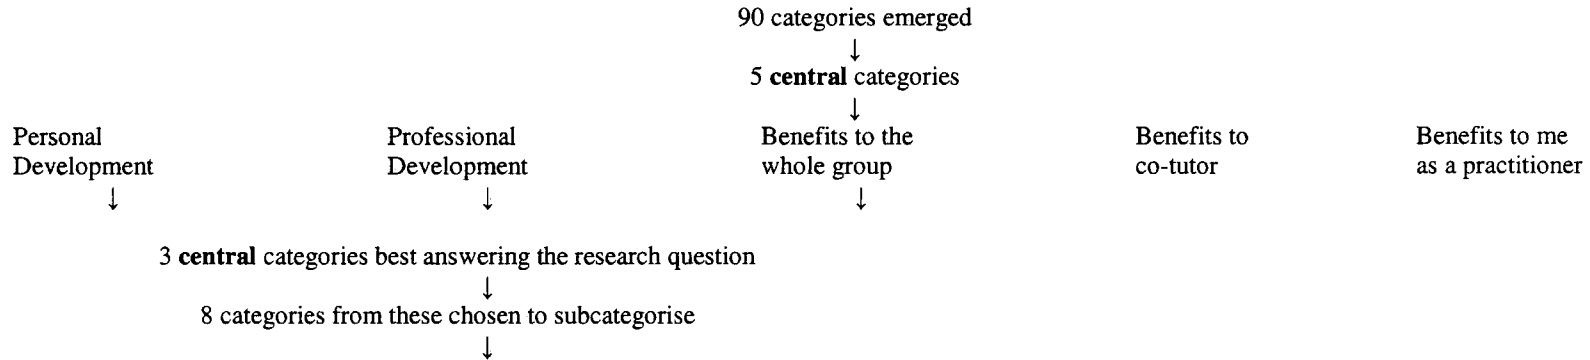 90 categories emerged
↓
5 central categories
↓
Personal Development
Professional Development
Benefits to the whole group
Benefits to co-tutor
Benefits to me as a practitioner
↓ ↓ ↓
3 central categories best answering the research question
↓
8 categories from these chosen to subcategorise
↓